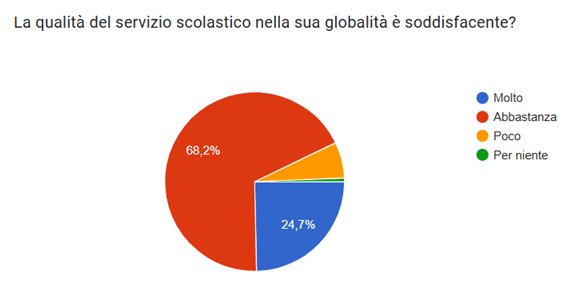 La qualità del servizio scolastico nella sua globalità è soddisfacente?
Molto
Abbastanza
Poco
Per niente
68,2%
24,7%